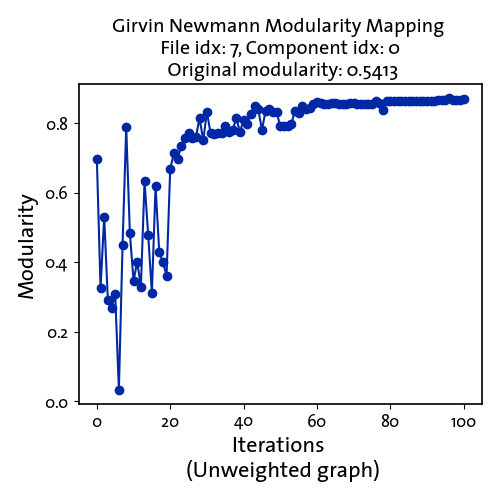 Girvin Newmann Modularity Mapping
File idx: 7, Component idx: 0
Original modularity: 0.5413
Modularity
0.8
0.6
0.4
0.2
0.0
0 20 40 60 80 100
Iterations
(Unweighted graph)